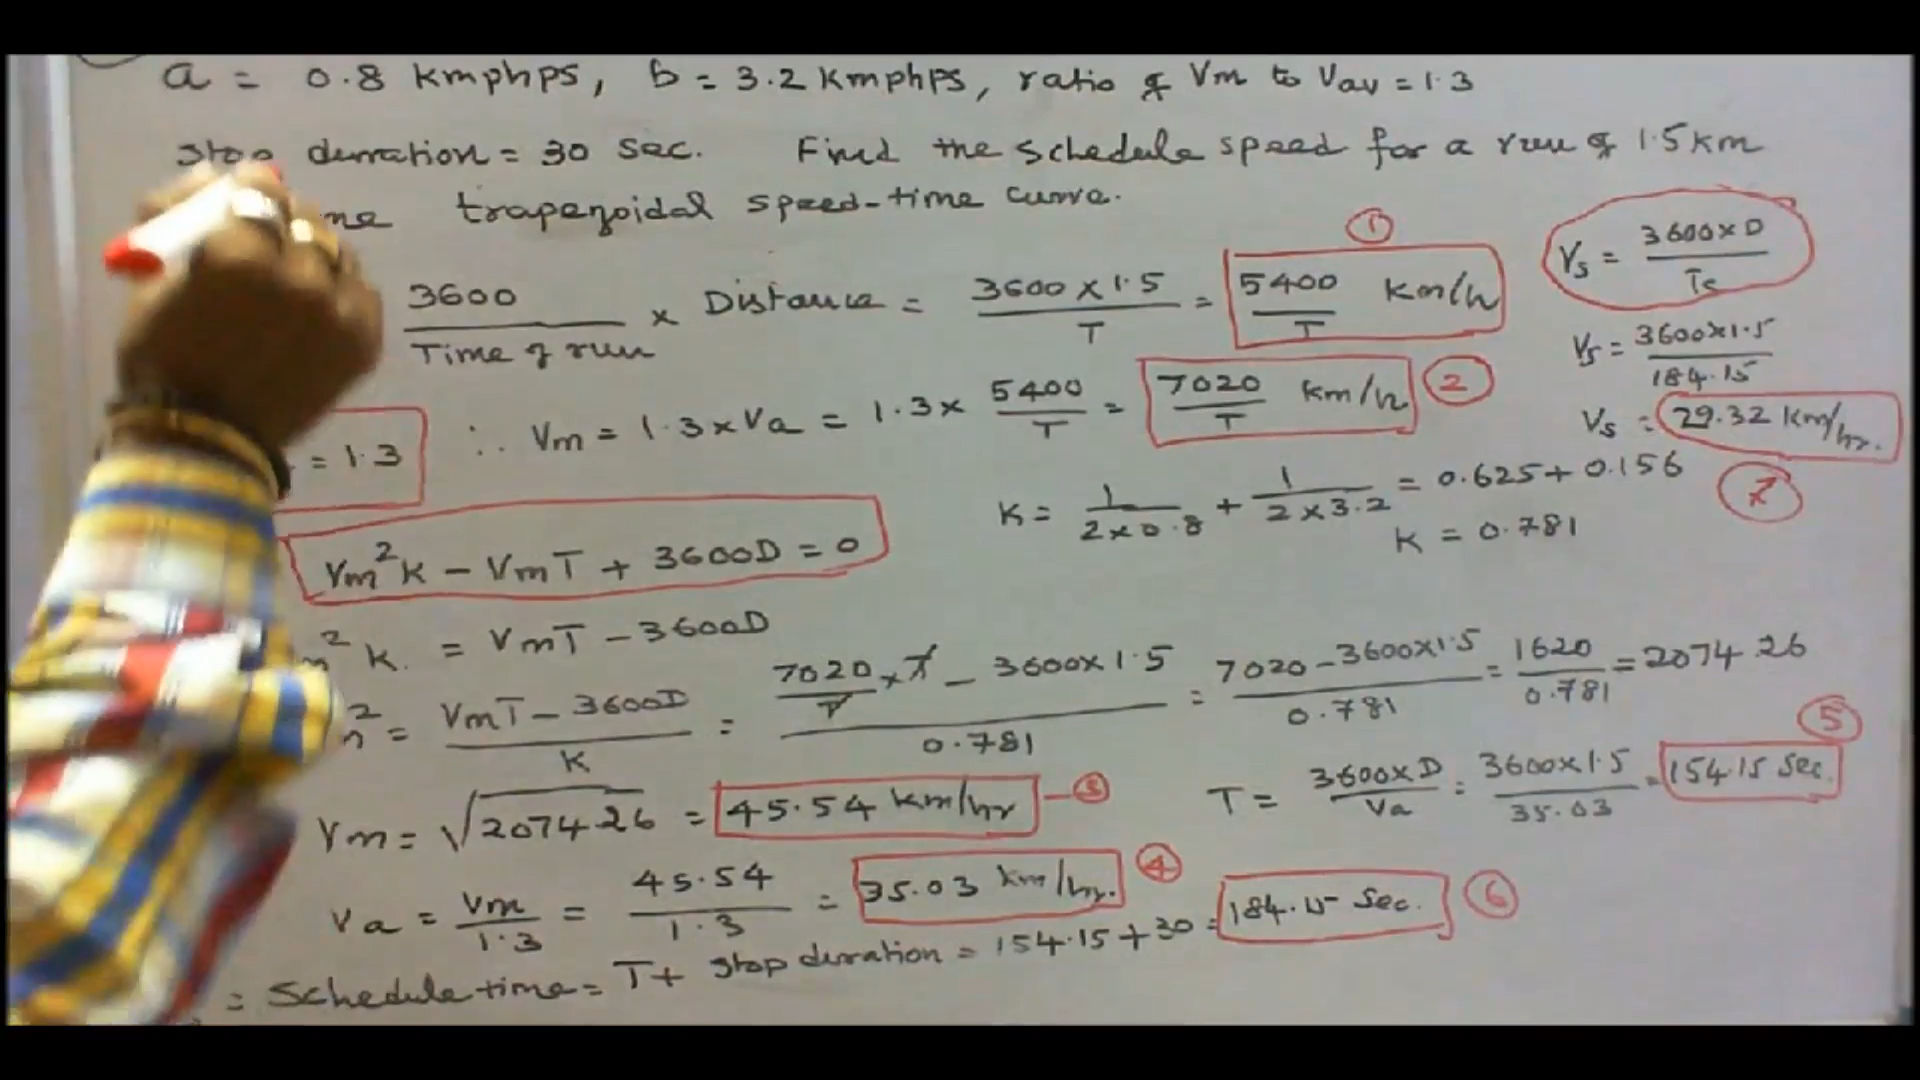 a = 0.8 kmphps, b = 3.2 kmphps, ratio of Vm to Vav = 1.3
Stop durration = 30 sec. Find the schedule speed for a run of 1.5 km
me trapezoidal speed-time curve.
①
3600 / Time of run × Distance = 3600 × 1.5 / T = 5400 / T km/h
Vs = 3600×D / Ts
Vs = 3600×1.5 / 184.15
Vs = 29.32 km/hr.
⑦
= 1.3 ∴ Vm = 1.3×Va = 1.3× 5400 / T = 7020 / T km/h ②
K = 1 / 2×0.8 + 1 / 2×3.2 = 0.625+0.156
K = 0.781
Vm²K - VmT + 3600D = 0
² K. = VmT - 3600D
² = VmT - 3600D / K = 7020 / T × T - 3600×1.5 / 0.781 = 7020 - 3600×1.5 / 0.781 = 1620 / 0.781 = 2074.26
Vm = √2074.26 = 45.54 km/hr - ③
T = 3600×D / Va = 3600×1.5 / 35.03 = 154.15 sec. ⑤
Va = Vm / 1.3 = 45.54 / 1.3 = 35.03 km/hr. ④
= Schedule time = T+ stop durration = 154.15+30 = 184.15 sec. ⑥